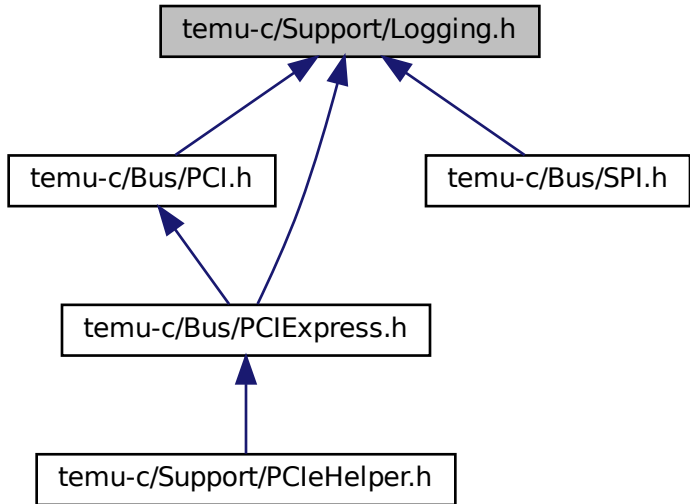 temu-c/Support/Logging.h
temu-c/Bus/PCI.h
temu-c/Bus/SPI.h
temu-c/Bus/PCIExpress.h
temu-c/Support/PCIeHelper.h